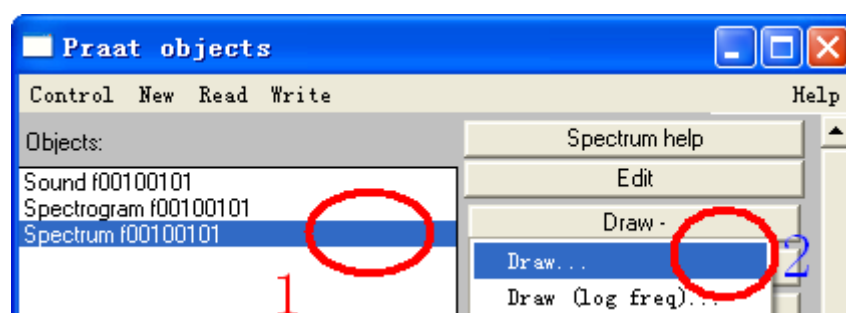 Praat objects
Control New Read Write Help
Objects:
Sound f00100101
Spectrogram f00100101
Spectrum f00100101
1
Spectrum help
Edit
Draw -
Draw...
Draw (log freq)...
2